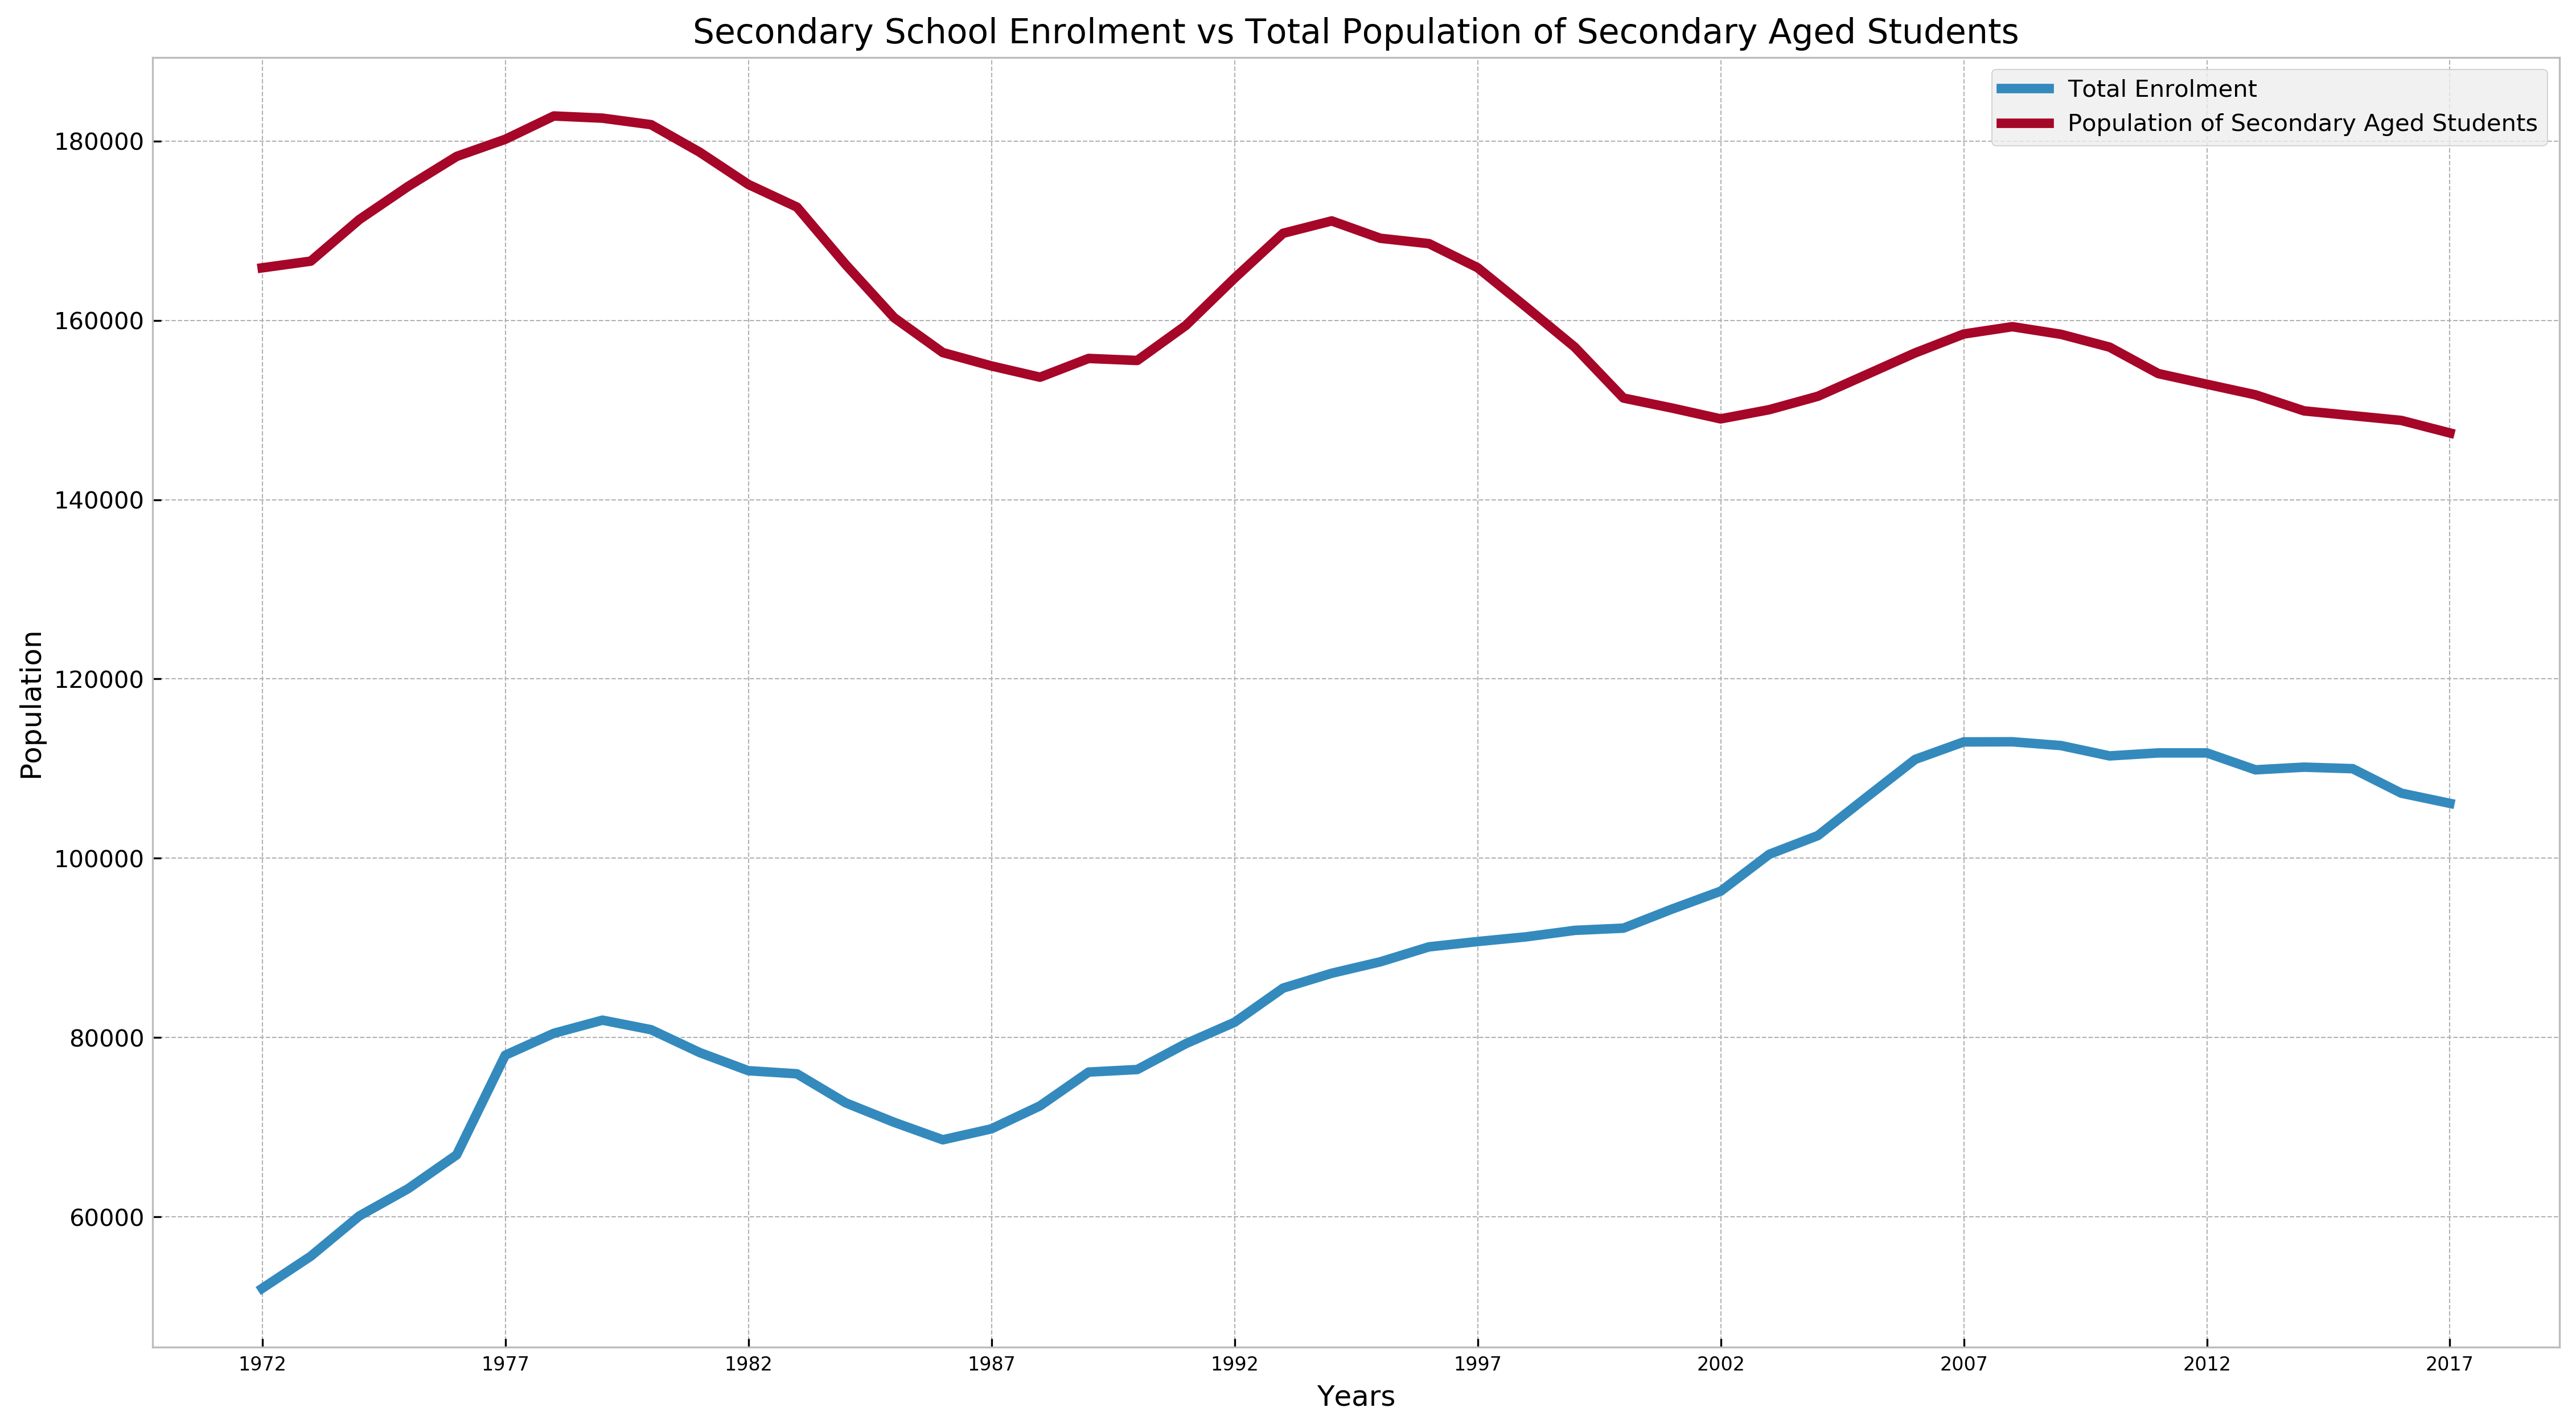 Secondary School Enrolment vs Total Population of Secondary Aged Students
Total Enrolment
Population of Secondary Aged Students
180000
160000
140000
120000
100000
80000
60000
Population
1972 1977 1982 1987 1992 1997 2002 2007 2012 2017
Years